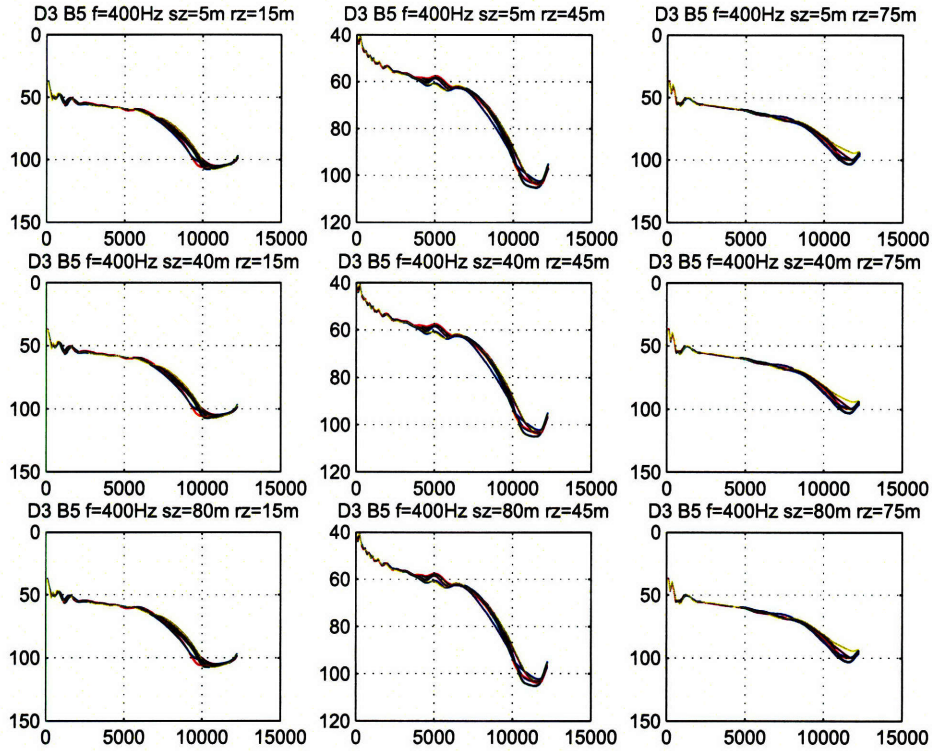 D3 B5 f=400Hz sz=5m rz=15m
D3 B5 f=400Hz sz=5m rz=45m
D3 B5 f=400Hz sz=5m rz=75m
0
50
100
150
0 5000 10000 15000
40
60
80
100
120
0 5000 10000 15000
0
50
100
150
0 5000 10000 15000
D3 B5 f=400Hz sz=40m rz=15m
D3 B5 f=400Hz sz=40m rz=45m
D3 B5 f=400Hz sz=40m rz=75m
0
50
100
150
0 5000 10000 15000
40
60
80
100
120
0 5000 10000 15000
0
50
100
150
0 5000 10000 15000
D3 B5 f=400Hz sz=80m rz=15m
D3 B5 f=400Hz sz=80m rz=45m
D3 B5 f=400Hz sz=80m rz=75m
0
50
100
150
0 5000 10000 15000
40
60
80
100
120
0 5000 10000 15000
0
50
100
150
0 5000 10000 15000